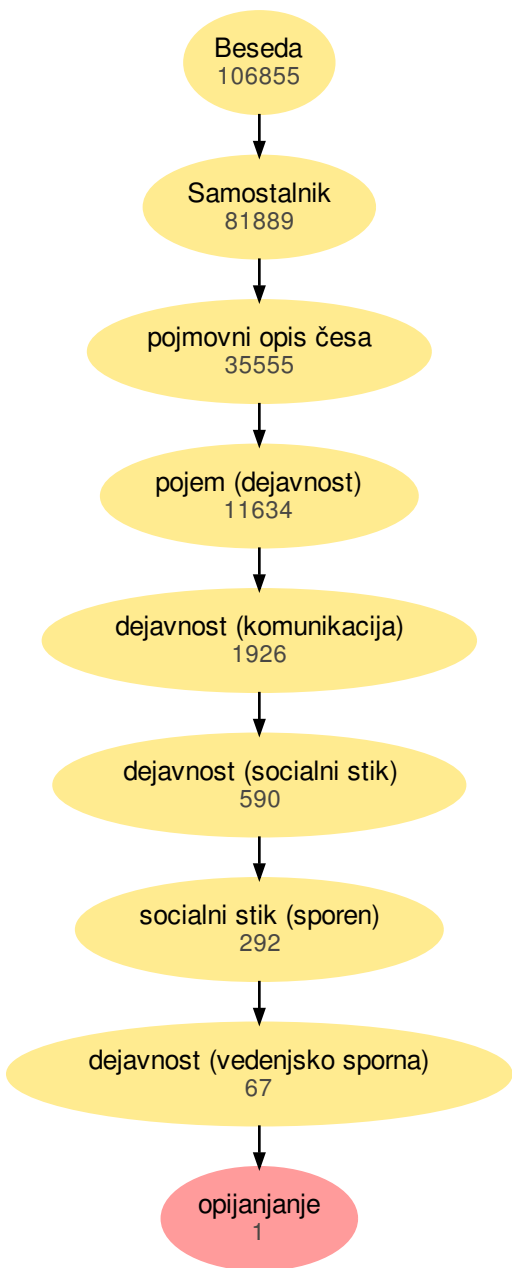 Beseda
106855
Samostalnik
81889
pojmovni opis česa
35555
pojem (dejavnost)
11634
dejavnost (komunikacija)
1926
dejavnost (socialni stik)
590
socialni stik (sporen)
292
dejavnost (vedenjsko sporna)
67
opijanjanje
1